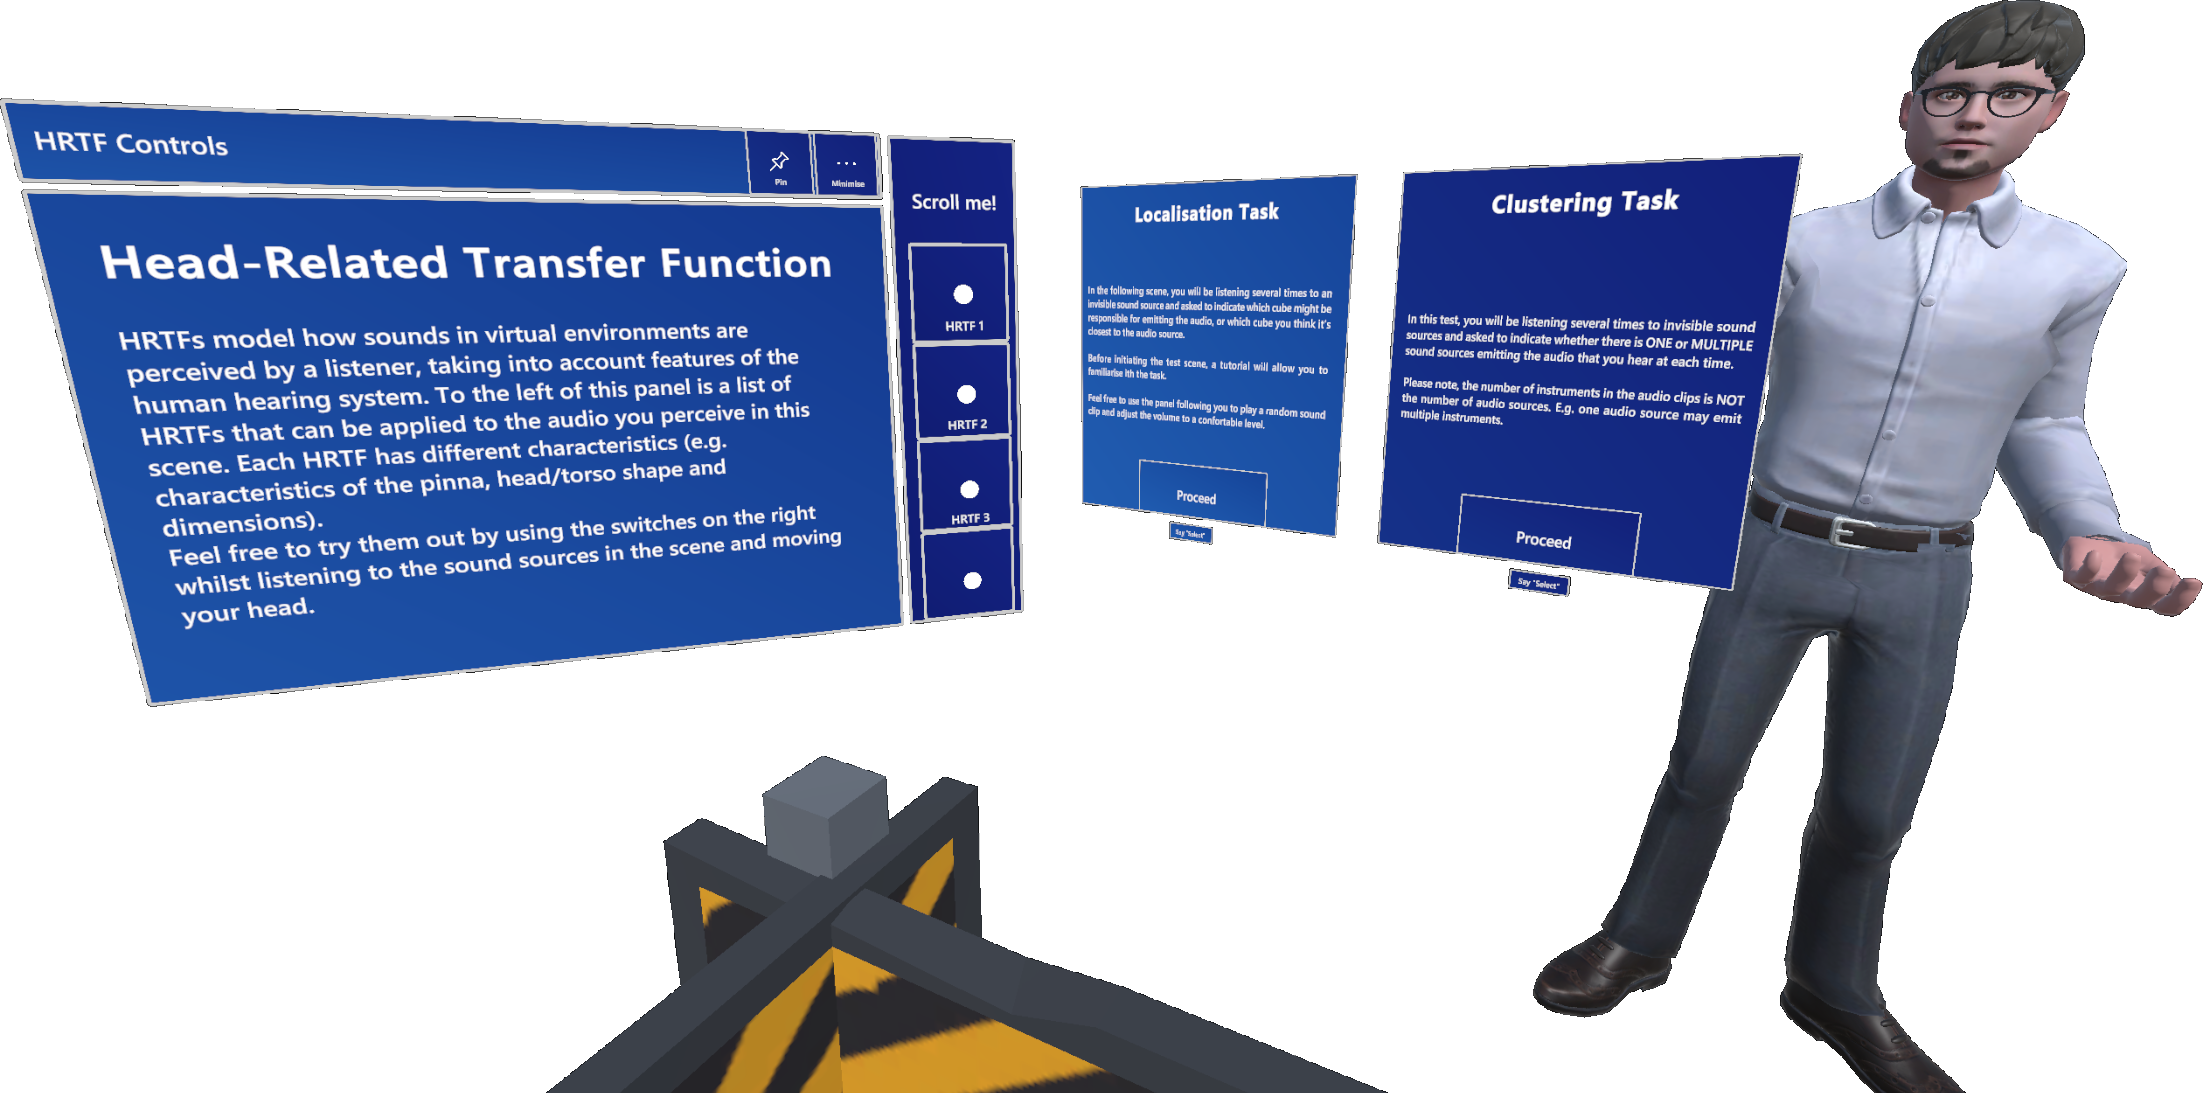 HRTF Controls
Pin
Minimise
Head-Related Transfer Function
HRTFs model how sounds in virtual environments are
perceived by a listener, taking into account features of the
human hearing system. To the left of this panel is a list of
HRTFs that can be applied to the audio you perceive in this
scene. Each HRTF has different characteristics (e.g.
characteristics of the pinna, head/torso shape and
dimensions).
Feel free to try them out by using the switches on the right
whilst listening to the sound sources in the scene and moving
your head.
Scroll me!
HRTF 1
HRTF 2
HRTF 3
Localisation Task
In the following scene, you will be listening several times to an
invisible sound source and asked to indicate which cube might be
responsible for emitting the audio, or which cube you think it's
closest to the audio source.
Before initiating the test scene, a tutorial will allow you to
familiarise ith the task.
Feel free to use the panel following you to play a random sound
clip and adjust the volume to a confortable level.
Proceed
Say "Select"
Clustering Task
In this test, you will be listening several times to invisible sound
sources and asked to indicate whether there is ONE or MULTIPLE
sound sources emitting the audio that you hear at each time.
Please note, the number of instruments in the audio clips is NOT
the number of audio sources. E.g. one audio source may emit
multiple instruments.
Proceed
Say "Select"